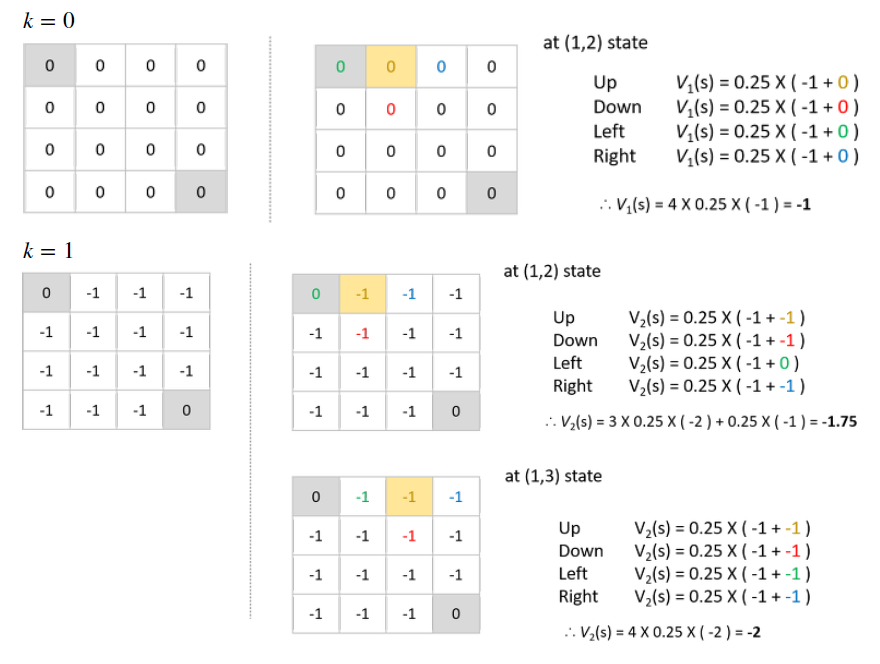 k = 0
0 0 0 0
0 0 0 0
0 0 0 0
0 0 0 0
0 0 0 0
0 0 0 0
0 0 0 0
0 0 0 0
at (1,2) state
Up V₁(s) = 0.25 X ( -1 + 0 )
Down V₁(s) = 0.25 X ( -1 + 0 )
Left V₁(s) = 0.25 X ( -1 + 0 )
Right V₁(s) = 0.25 X ( -1 + 0 )
∴ V₁(s) = 4 X 0.25 X ( -1 ) = -1
k = 1
0 -1 -1 -1
-1 -1 -1 -1
-1 -1 -1 -1
-1 -1 -1 0
0 -1 -1 -1
-1 -1 -1 -1
-1 -1 -1 -1
-1 -1 -1 0
at (1,2) state
Up V₂(s) = 0.25 X ( -1 + -1 )
Down V₂(s) = 0.25 X ( -1 + -1 )
Left V₂(s) = 0.25 X ( -1 + 0 )
Right V₂(s) = 0.25 X ( -1 + -1 )
∴ V₂(s) = 3 X 0.25 X ( -2 ) + 0.25 X ( -1 ) = -1.75
0 -1 -1 -1
-1 -1 -1 -1
-1 -1 -1 -1
-1 -1 -1 0
at (1,3) state
Up V₂(s) = 0.25 X ( -1 + -1 )
Down V₂(s) = 0.25 X ( -1 + -1 )
Left V₂(s) = 0.25 X ( -1 + -1 )
Right V₂(s) = 0.25 X ( -1 + -1 )
∴ V₂(s) = 4 X 0.25 X ( -2 ) = -2